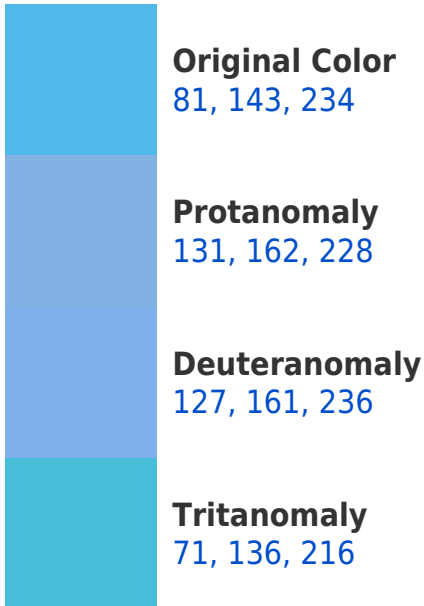 Original Color
81, 143, 234
Protanomaly
131, 162, 228
Deuteranomaly
127, 161, 236
Tritanomaly
71, 136, 216